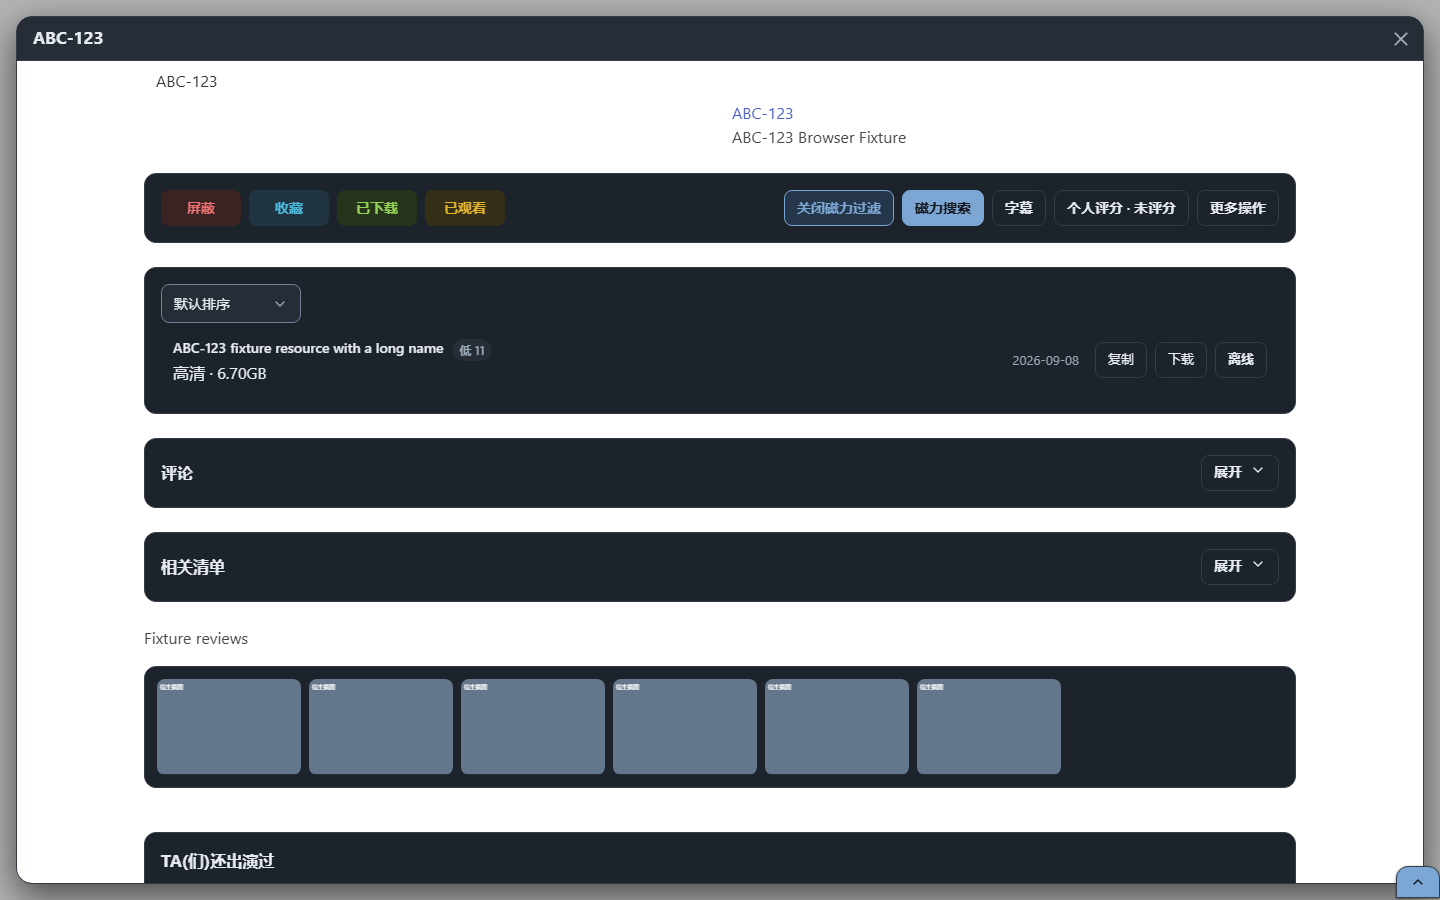 ABC-123
ABC-123
ABC-123
ABC-123 Browser Fixture
屏蔽 收藏 已下载 已观看 关闭磁力过滤 磁力搜索 字幕 个人评分 · 未评分 更多操作
默认排序
ABC-123 fixture resource with a long name 低 11
高清 · 6.70GB
2026-09-08 复制 下载 离线
评论 展开
相关清单 展开
Fixture reviews
TA(们)还出演过